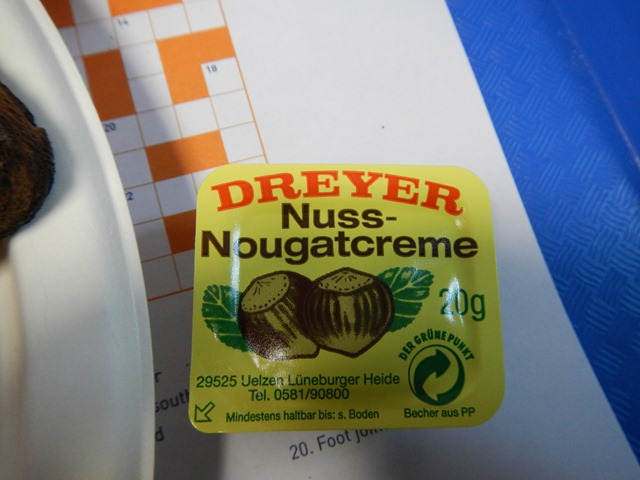 14
18
20
2
DREYER
Nuss-
Nougatcreme
20g
DER GRÜNE PUNKT
29525 Uelzen Lüneburger Heide
Tel. 0581/90800
Mindestens haltbar bis: s. Boden
Becher aus PP
20. Foot